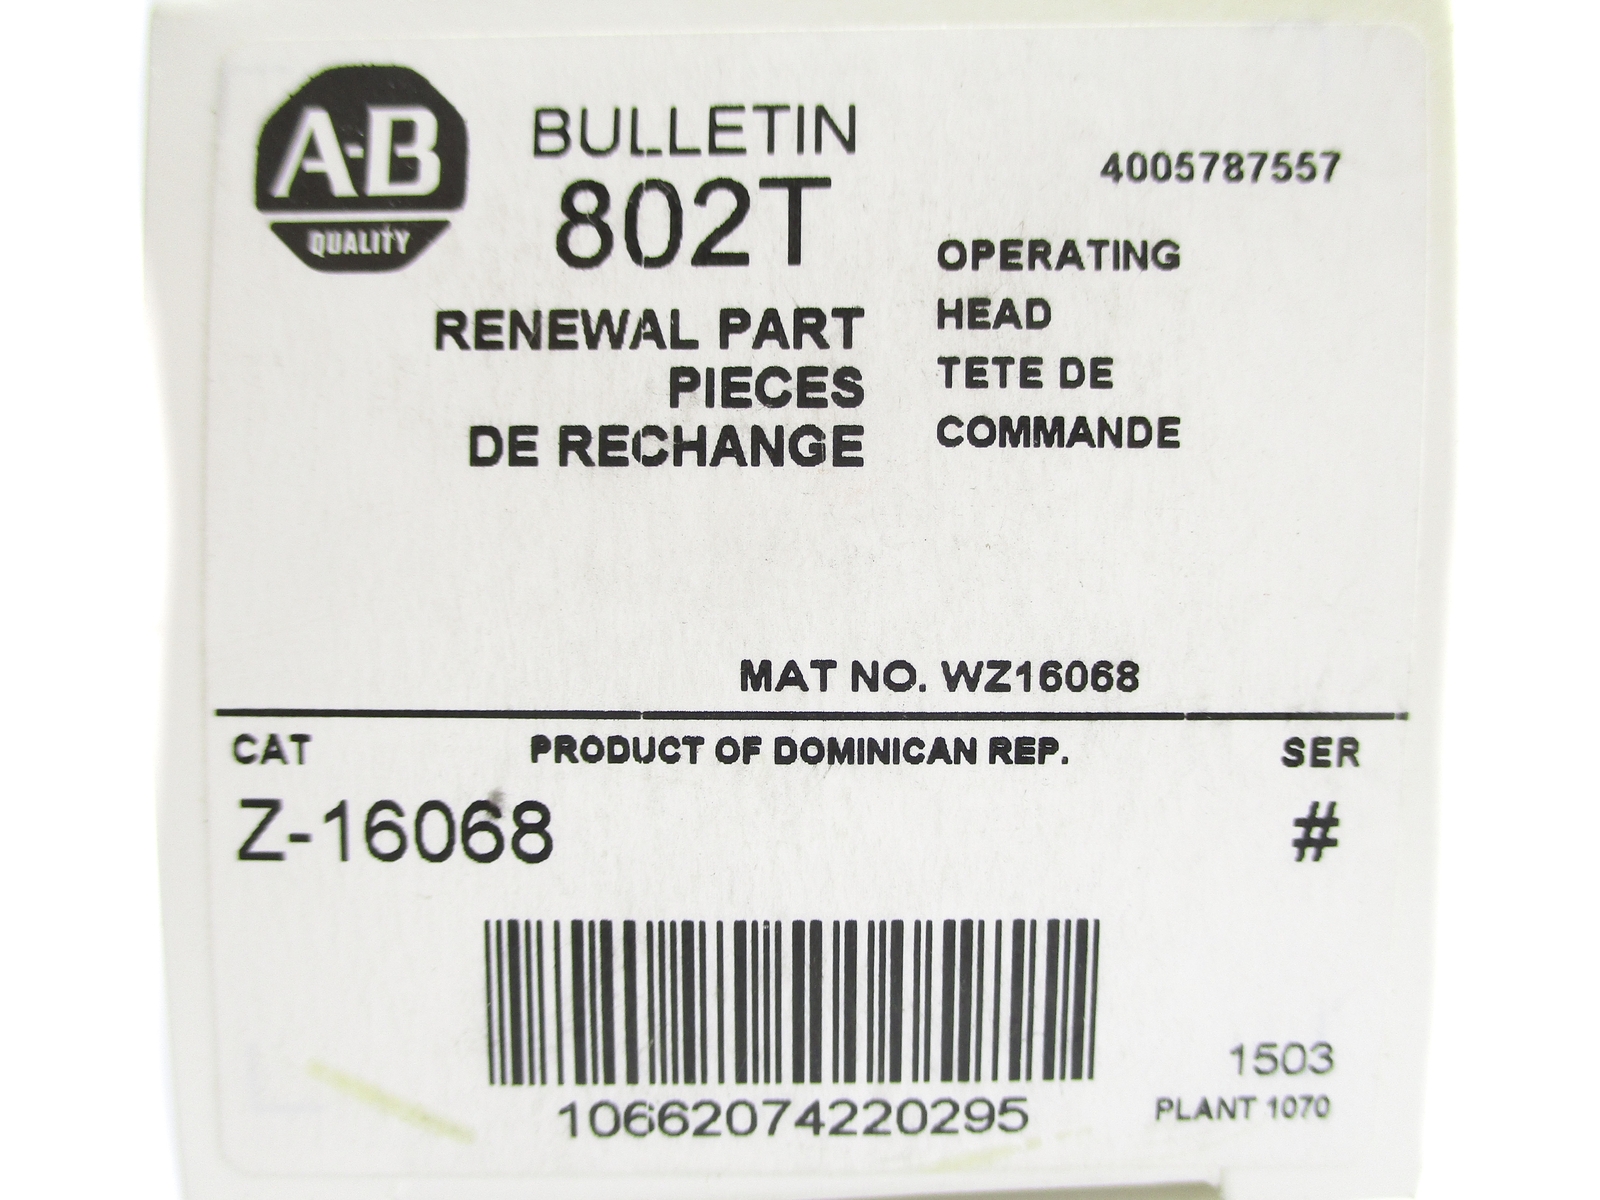 A-B
QUALITY
BULLETIN
802T
RENEWAL PART
PIECES
DE RECHANGE
4005787557
OPERATING
HEAD
TETE DE
COMMANDE
MAT NO. WZ16068
CAT
PRODUCT OF DOMINICAN REP.
SER
Z-16068
#
10662074220295
1503
PLANT 1070